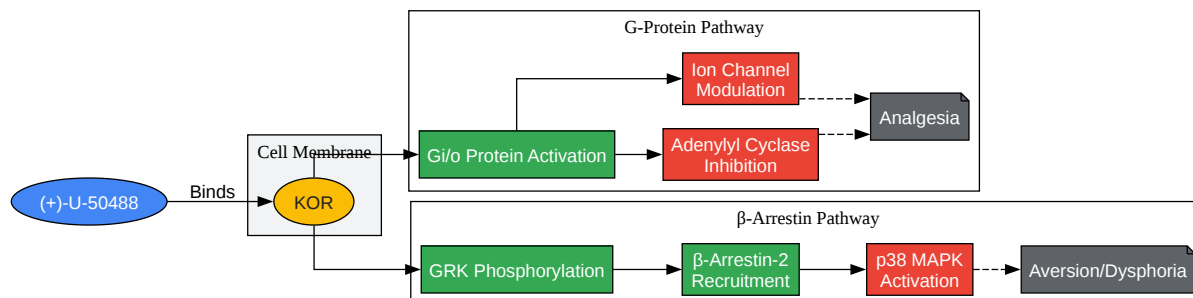 G-Protein Pathway
Ion Channel
Modulation
Analgesia
Cell Membrane
Gi/o Protein Activation
Adenylyl Cyclase
Inhibition
(+)-U-50488
Binds
KOR
β-Arrestin Pathway
GRK Phosphorylation
β-Arrestin-2
Recruitment
p38 MAPK
Activation
Aversion/Dysphoria